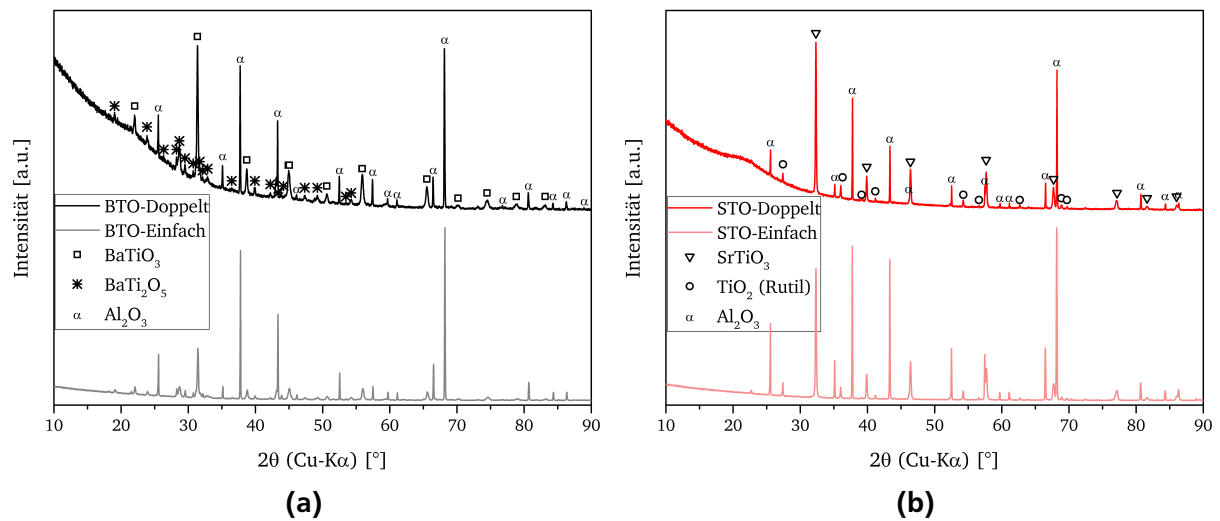 Intensität [a.u.]
α
α
α
α
α
α
α
α
α
α
α
α
α
BTO-Doppelt
BTO-Einfach
BaTiO₃
BaTi₂O₅
α Al₂O₃
10 20 30 40 50 60 70 80 90
2θ (Cu-Kα) [°]
(a)
Intensität [a.u.]
α
α
α
α
α
α
α
α
α
α
α
α
α
α
STO-Doppelt
STO-Einfach
SrTiO₃
TiO₂ (Rutil)
α Al₂O₃
10 20 30 40 50 60 70 80 90
2θ (Cu-Kα) [°]
(b)